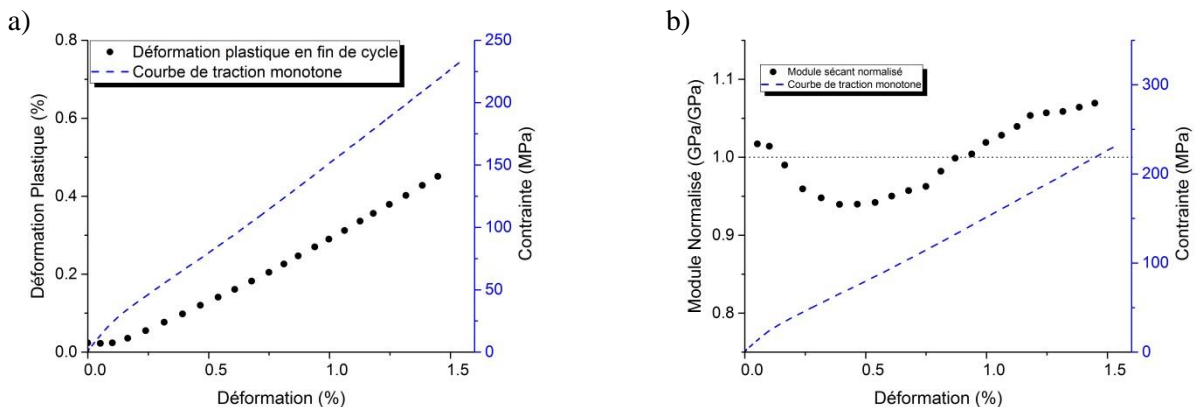 a)
Déformation plastique en fin de cycle
Courbe de traction monotone
Déformation Plastique (%)
0.8
0.6
0.4
0.2
0.0
0.0 0.5 1.0 1.5
Déformation (%)
250
200
150
100
50
0
Contrainte (MPa)
b)
Module sécant normalisé
Courbe de traction monotone
Module Normalisé (GPa/GPa)
1.1
1.0
0.9
0.8
0.0 0.5 1.0 1.5
Déformation (%)
300
200
100
0
Contrainte (MPa)